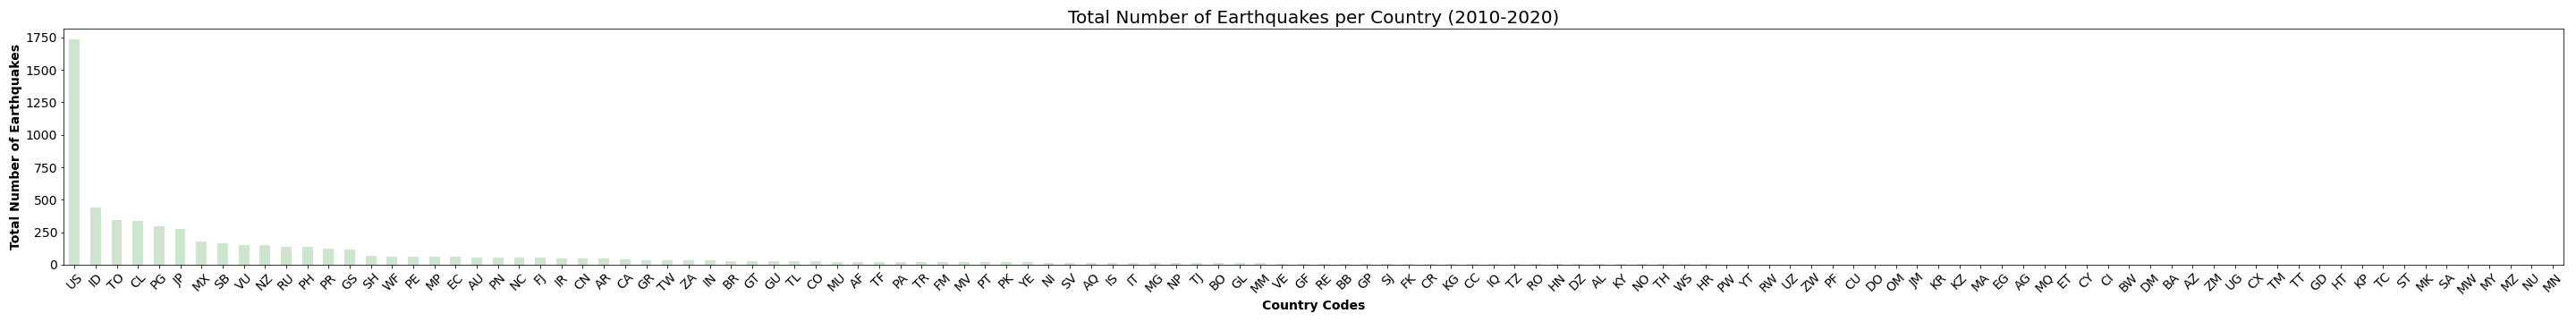 Total Number of Earthquakes per Country (2010-2020)
Total Number of Earthquakes
1750
1500
1250
1000
750
500
250
0
US ID TO CL PG JP MX SB VU NZ RU PH PR GS SH WF PE MP EC AU PN NC FJ IR CN AR CA GR TW ZA IN BR GT GU TL CO MU AF TF PA TR FM MV PT PK YE NI SV AQ IS IT MG NP TJ BO GL MM VE GF RE BB GP SJ FK CR KG CC IQ TZ RO HN DZ AL KY NO TH WS HR PW YT RW UZ ZW PF CU DO OM JM KR KZ MA EG AG MQ ET CY CI BW DM BA AZ ZM UG CX TM TT GD HT KP TC ST MK SA MW MY MZ NU MN
Country Codes